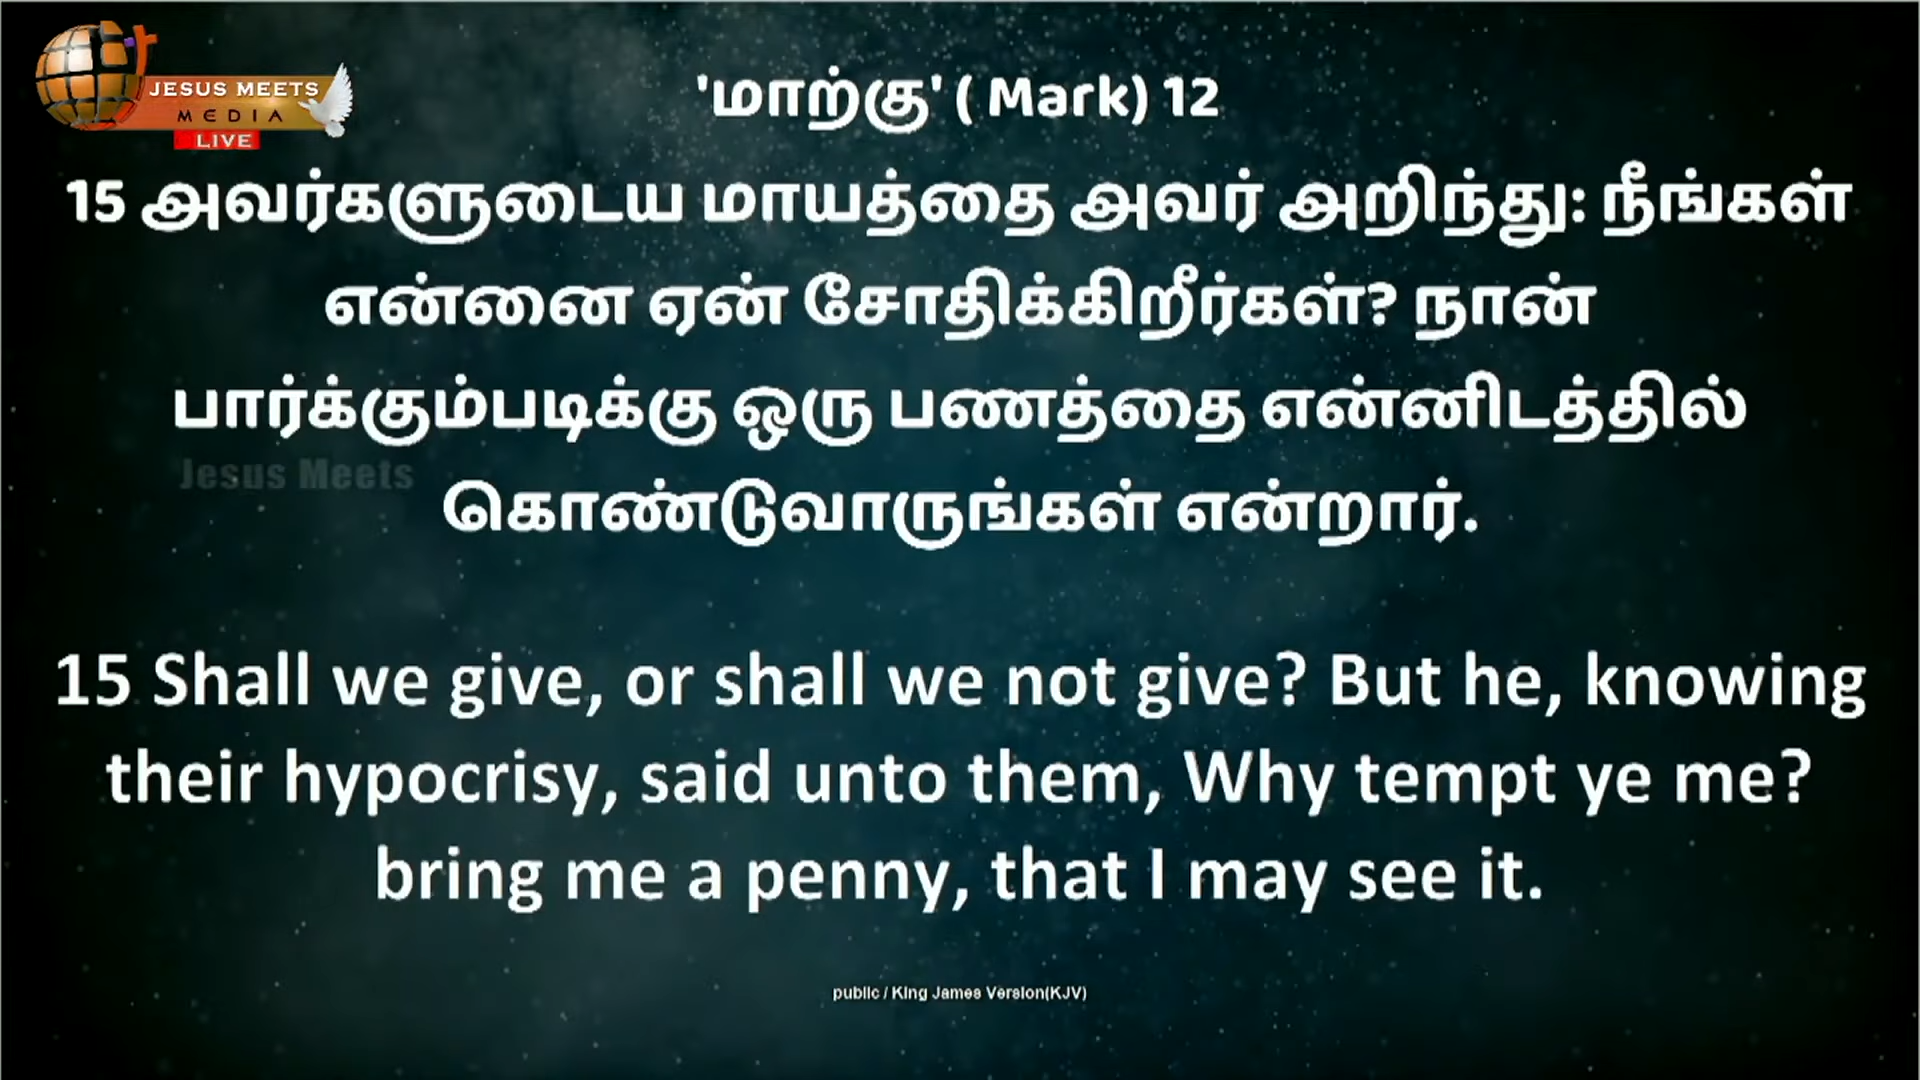 JESUS MEETS
MEDIA
LIVE
'மாற்கு' ( Mark) 12
15 அவர்களுடைய மாயத்தை அவர் அறிந்து: நீங்கள்
என்னை ஏன் சோதிக்கிறீர்கள்? நான்
பார்க்கும்படிக்கு ஒரு பணத்தை என்னிடத்தில்
Jesus Meets
கொண்டுவாருங்கள் என்றார்.
15 Shall we give, or shall we not give? But he, knowing
their hypocrisy, said unto them, Why tempt ye me?
bring me a penny, that I may see it.
public / King James Version(KJV)